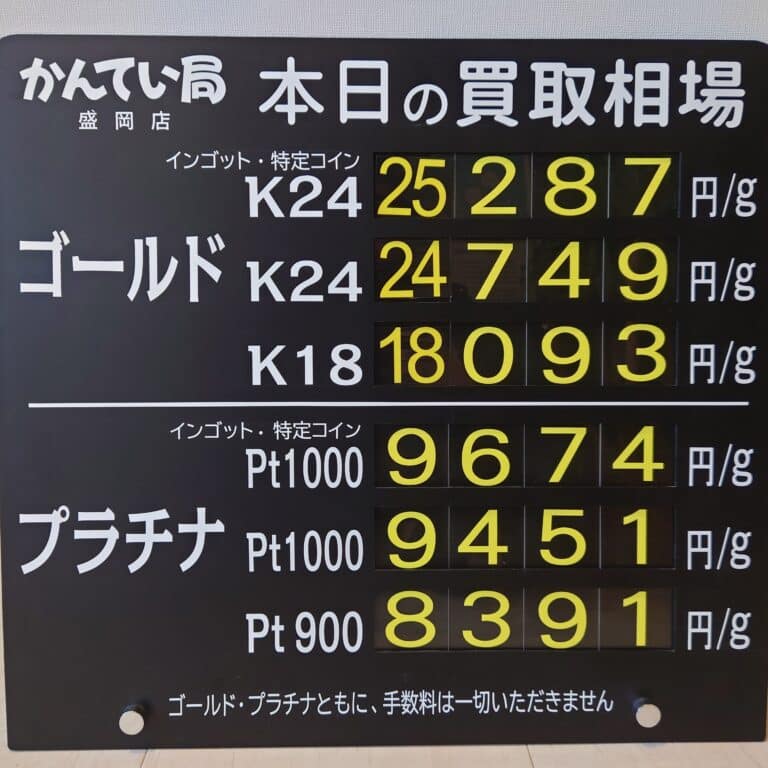 かんてい局 本日の買取相場
盛岡店
インゴット・特定コイン
K24 25287 円/g
ゴールド K24 24749 円/g
K18 18093 円/g
インゴット・特定コイン
Pt1000 9674 円/g
プラチナ Pt1000 9451 円/g
Pt900 8391 円/g
ゴールド・プラチナともに、手数料は一切いただきません